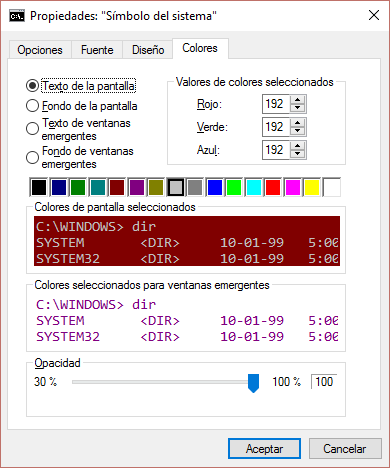 Propiedades: "Símbolo del sistema"
Opciones Fuente Diseño Colores
Texto de la pantalla
Fondo de la pantalla
Texto de ventanas
emergentes
Fondo de ventanas
emergentes
Valores de colores seleccionados
Rojo: 192
Verde: 192
Azul: 192
Colores de pantalla seleccionados
C:\WINDOWS> dir
SYSTEM <DIR> 10-01-99 5:00
SYSTEM32 <DIR> 10-01-99 5:00
Colores seleccionados para ventanas emergentes
C:\WINDOWS> dir
SYSTEM <DIR> 10-01-99 5:00
SYSTEM32 <DIR> 10-01-99 5:00
Opacidad
30 % 100 % 100
Aceptar Cancelar